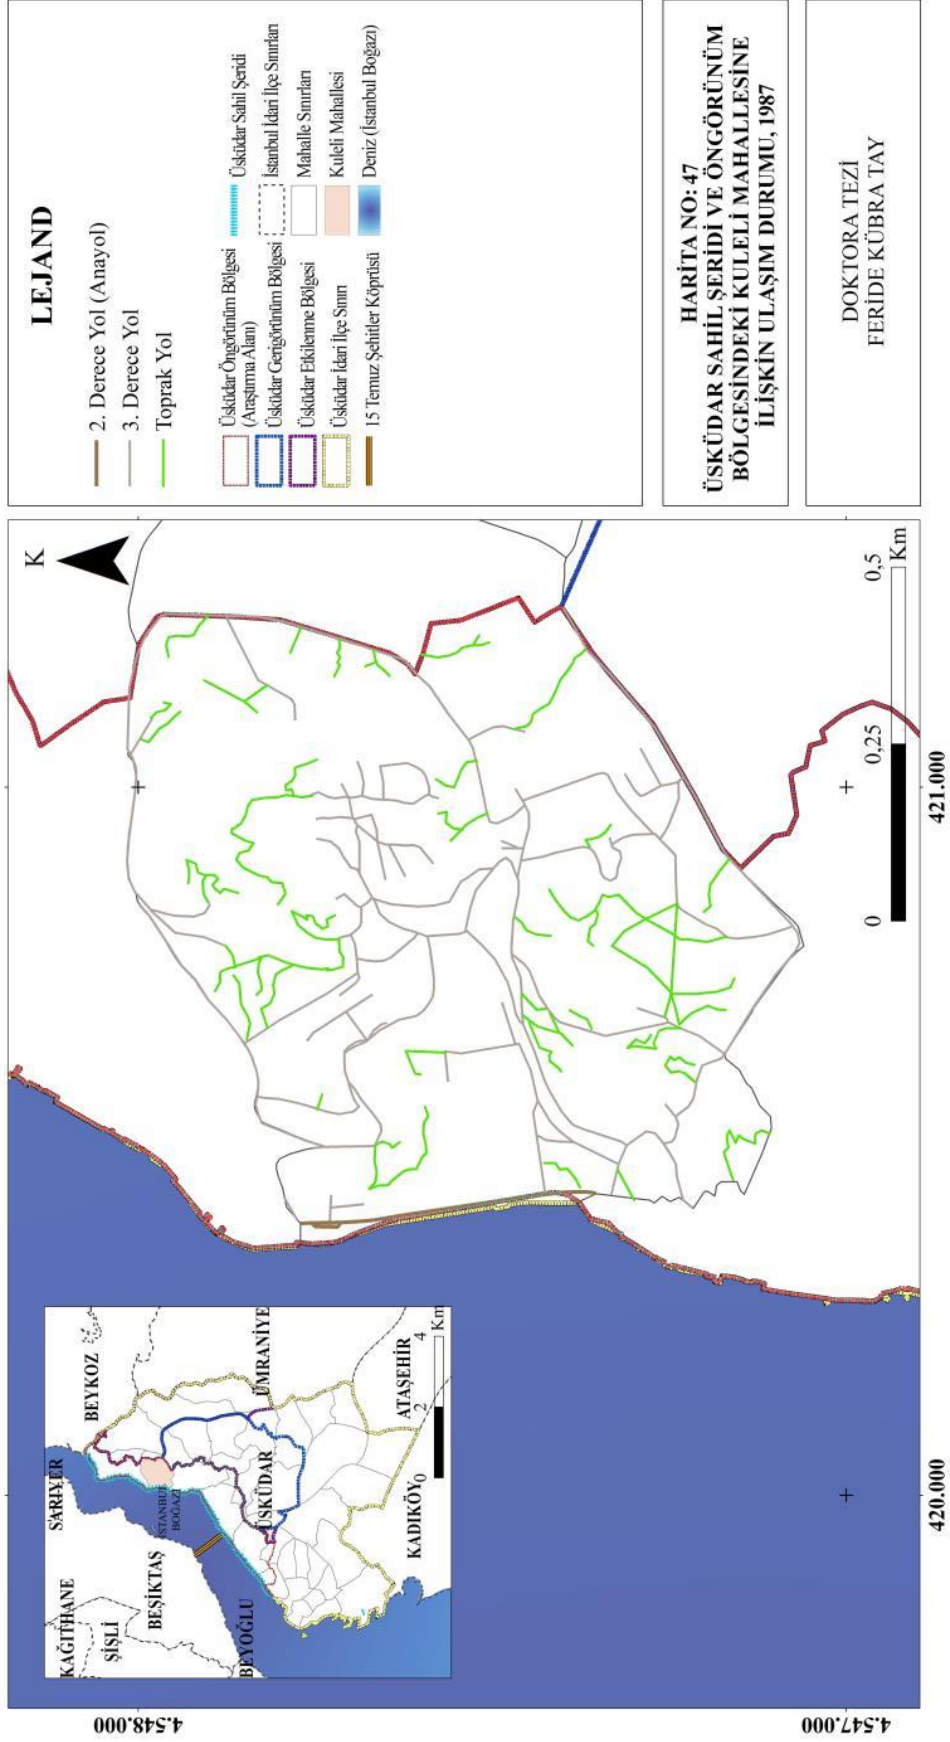 LEJAND
2. Derece Yol (Anayol)
3. Derece Yol
Toprak Yol
Üsküdar Öngörünüm Bölgesi
(Araştırma Alanı)
Üsküdar Gerigörünüm Bölgesi
Üsküdar Etkilenme Bölgesi
Üsküdar İdari İlçe Sınırı
15 Temuz Şehitler Köprüsü
Üsküdar Sahil Şeridi
İstanbul İdari İlçe Sınırları
Mahalle Sınırları
Kuleli Mahallesi
Deniz (İstanbul Boğazı)
HARİTA NO: 47
ÜSKÜDAR SAHİL ŞERİDİ VE ÖNGÖRÜNÜM
BÖLGESİNDEKİ KULELİ MAHALLESİNE
İLİŞKİN ULAŞIM DURUMU, 1987
DOKTORA TEZİ
FERİDE KÜBRA TAY
K
0 0,25 0,5
Km
4.548.000
4.547.000
420.000
421.000
KAĞITHANE
SARIYER
ŞİŞLİ
BEYKOZ
BEŞİKTAŞ
İSTANBUL
BOĞAZI
BEYOĞLU
ÜSKÜDAR
ÜMRANİYE
KADIKÖY
ATAŞEHİR
0 2 4
Km